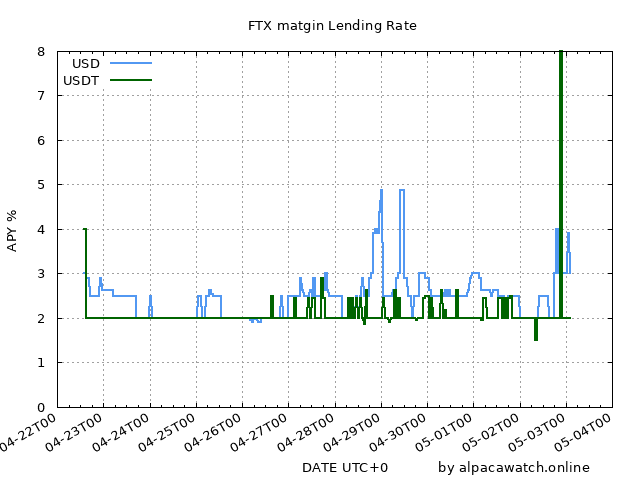 FTX matgin Lending Rate
USD
USDT
8
7
6
5
4
3
2
1
0
APY %
04-22T00
04-23T00
04-24T00
04-25T00
04-26T00
04-27T00
04-28T00
04-29T00
04-30T00
05-01T00
05-02T00
05-03T00
05-04T00
DATE UTC+0
by alpacawatch.online